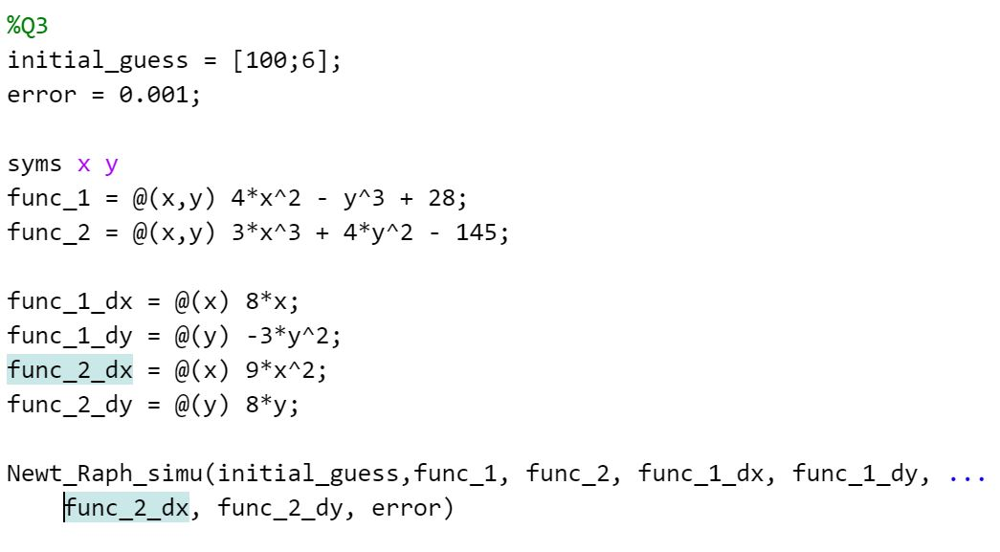 %Q3
initial_guess = [100;6];
error = 0.001;
syms x y
func_1 = @(x,y) 4*x^2 - y^3 + 28;
func_2 = @(x,y) 3*x^3 + 4*y^2 - 145;
func_1_dx = @(x) 8*x;
func_1_dy = @(y) -3*y^2;
func_2_dx = @(x) 9*x^2;
func_2_dy = @(y) 8*y;
Newt_Raph_simu(initial_guess,func_1, func_2, func_1_dx, func_1_dy, ...
    func_2_dx, func_2_dy, error)